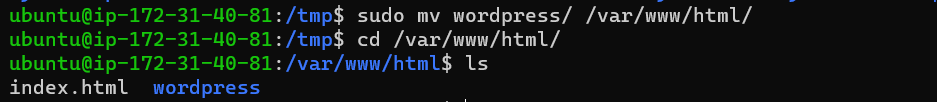 ubuntu@ip-172-31-40-81:/tmp$ sudo mv wordpress/ /var/www/html/
ubuntu@ip-172-31-40-81:/tmp$ cd /var/www/html/
ubuntu@ip-172-31-40-81:/var/www/html$ ls
index.html  wordpress